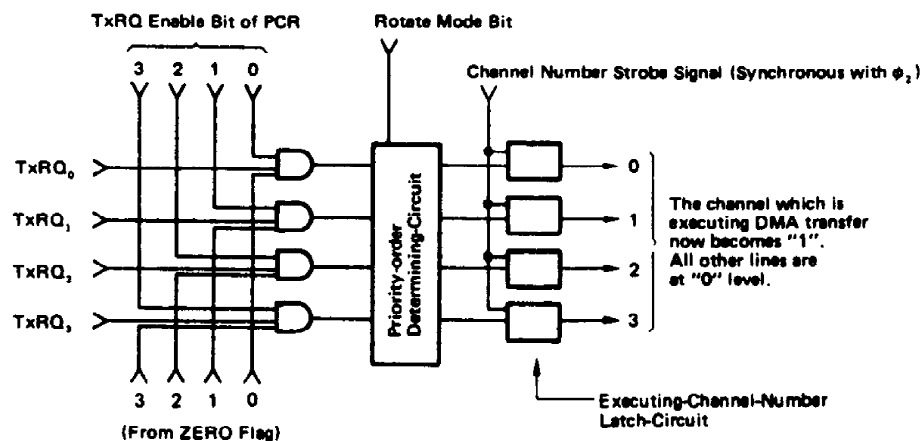 TxRQ Enable Bit of PCR
Rotate Mode Bit
3 2 1 0
Channel Number Strobe Signal (Synchronous with φ₂)
TxRQ₀
TxRQ₁
TxRQ₂
TxRQ₃
Priority-order
Determining-Circuit
0
1
2
3
The channel which is
executing DMA transfer
now becomes "1".
All other lines are
at "0" level.
3 2 1 0
(From ZERO Flag)
Executing-Channel-Number
Latch-Circuit